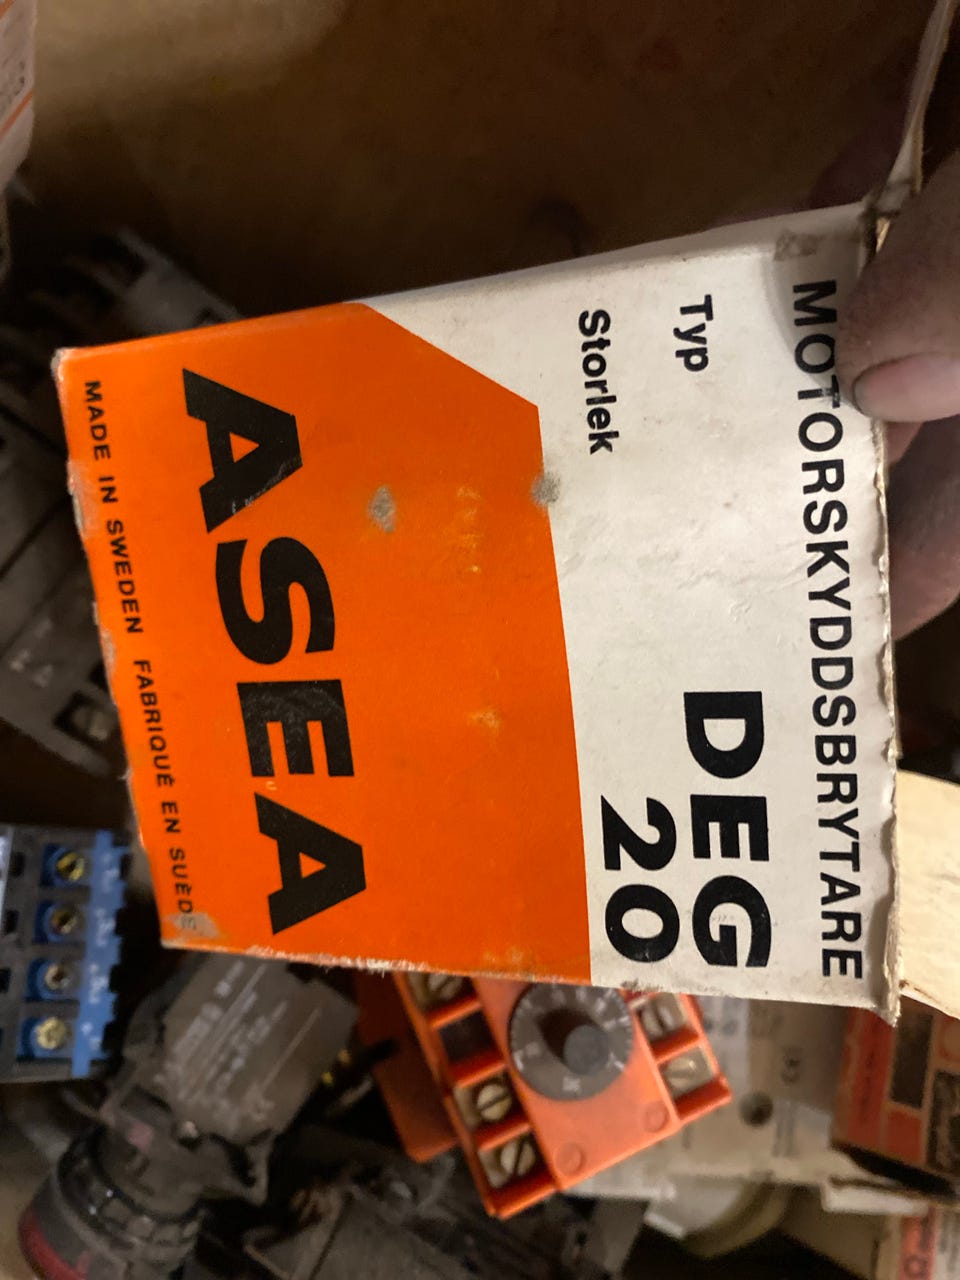 MOTORSKYDDSBRYTARE
Typ DEG
Storlek 20
ASEA
MADE IN SWEDEN FABRIQUÉ EN SUÈDE